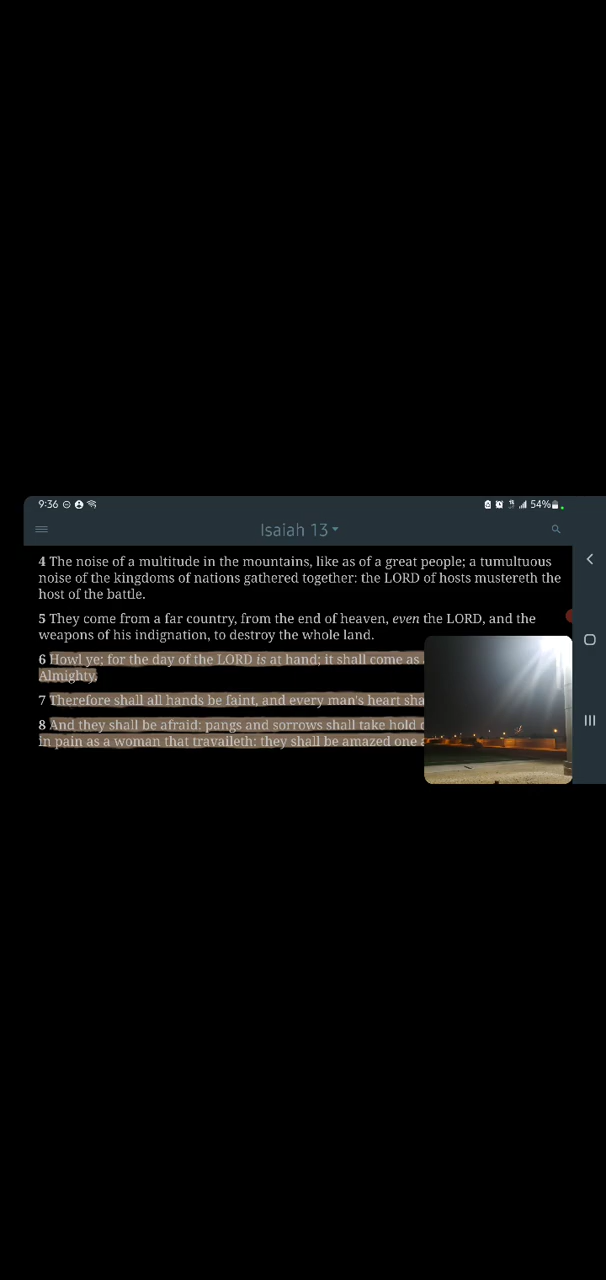 9:36 54%
Isaiah 13
4 The noise of a multitude in the mountains, like as of a great people; a tumultuous
noise of the kingdoms of nations gathered together: the LORD of hosts mustereth the
host of the battle.
5 They come from a far country, from the end of heaven, even the LORD, and the
weapons of his indignation, to destroy the whole land.
6 Howl ye; for the day of the LORD is at hand; it shall come as
Almighty.
7 Therefore shall all hands be faint, and every man's heart sha
8 And they shall be afraid: pangs and sorrows shall take hold
in pain as a woman that travaileth: they shall be amazed one